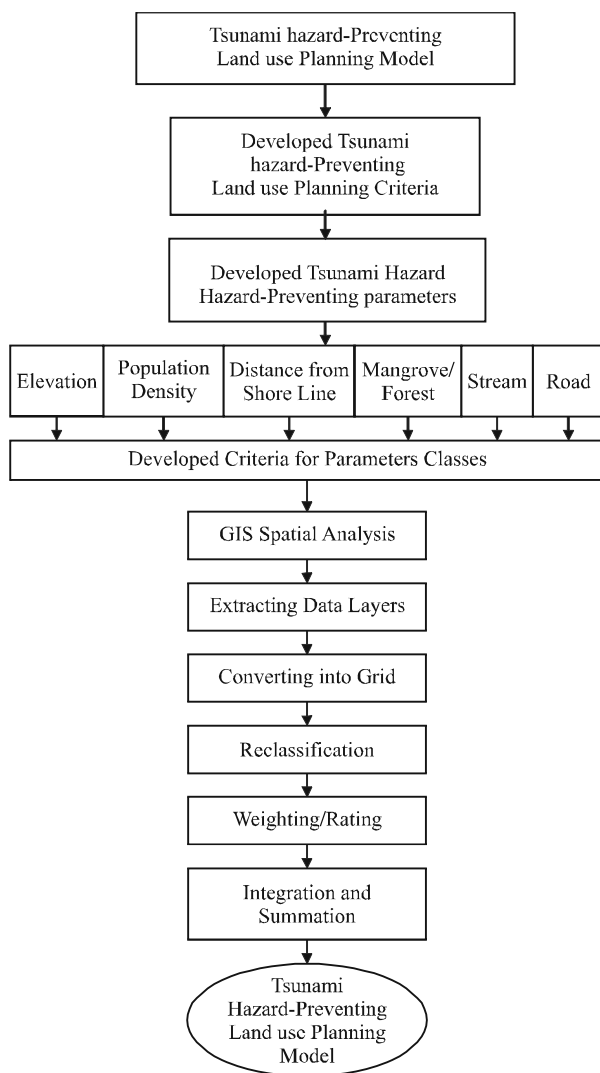 Tsunami hazard-Preventing
Land use Planning Model
Developed Tsunami
hazard-Preventing
Land use Planning Criteria
Developed Tsunami Hazard
Hazard-Preventing parameters
Elevation
Population
Density
Distance from
Shore Line
Mangrove/
Forest
Stream
Road
Developed Criteria for Parameters Classes
GIS Spatial Analysis
Extracting Data Layers
Converting into Grid
Reclassification
Weighting/Rating
Integration and
Summation
Tsunami
Hazard-Preventing
Land use Planning
Model